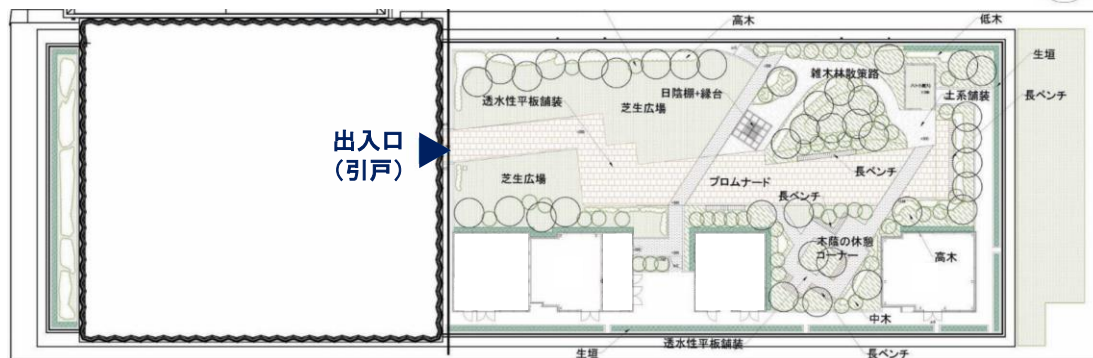 高木
低木
雑木林散策路
生垣
日陰棚+縁台
土系舗装
長ベンチ
透水性平板舗装
芝生広場
出入口
(引戸)
長ベンチ
芝生広場
プロムナード
長ベンチ
木蔭の休憩
コーナー
高木
中木
生垣
透水性平板舗装
長ベンチ